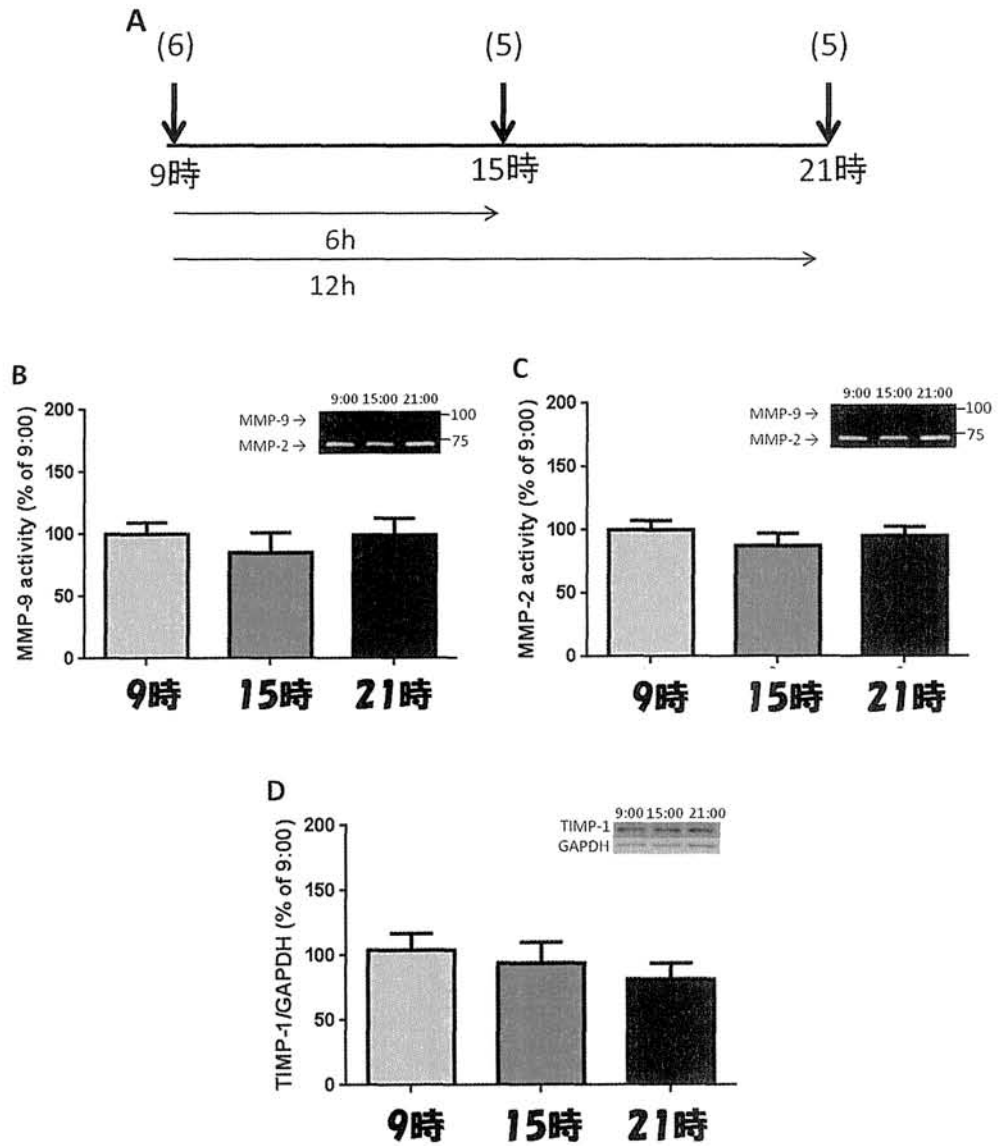 A
(6) (5) (5)
9時 15時 21時
6h
12h
B
MMP-9 activity (% of 9:00)
200
150
100
50
0
9:00 15:00 21:00
MMP-9 →
MMP-2 →
100
75
9時 15時 21時
C
MMP-2 activity (% of 9:00)
200
150
100
50
0
9:00 15:00 21:00
MMP-9 →
MMP-2 →
100
75
9時 15時 21時
D
TIMP-1/GAPDH (% of 9:00)
200
150
100
50
0
9:00 15:00 21:00
TIMP-1
GAPDH
9時 15時 21時